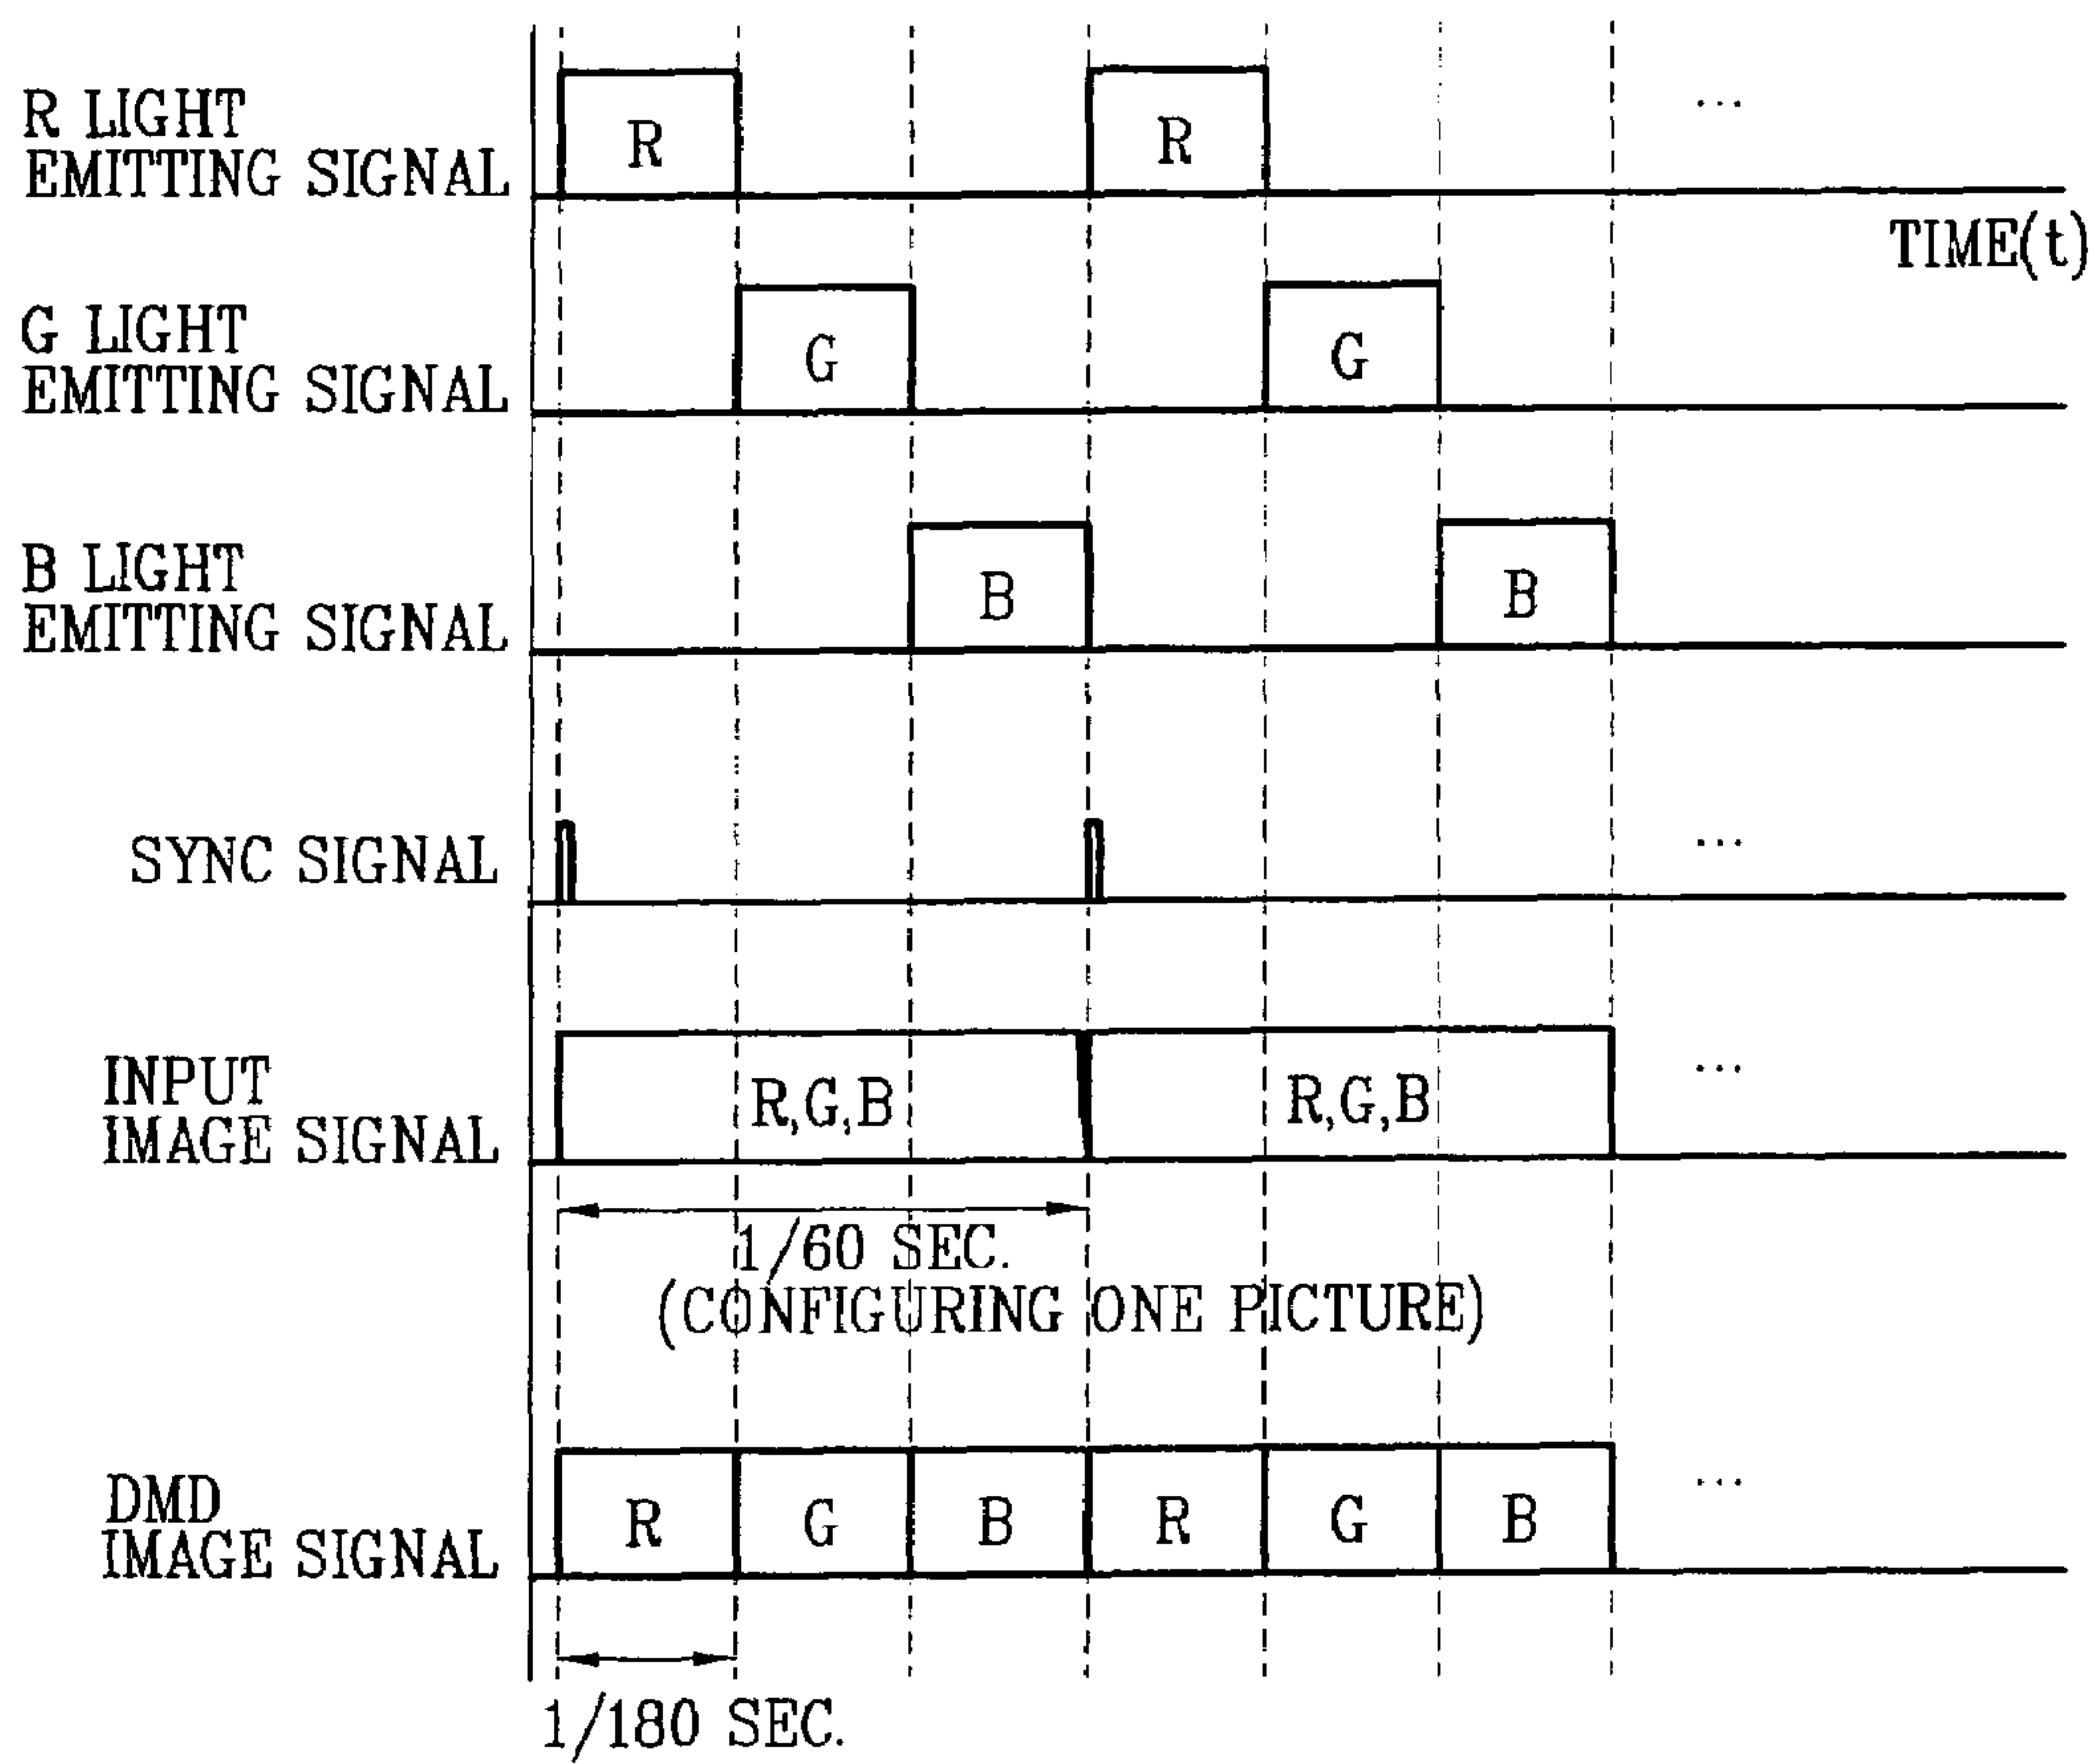 R LIGHT
EMITTING SIGNAL
R
R
...
TIME(t)
G LIGHT
EMITTING SIGNAL
G
G
B LIGHT
EMITTING SIGNAL
B
B
SYNC SIGNAL
...
INPUT
IMAGE SIGNAL
R,G,B
R,G,B
...
1/60 SEC.
(CONFIGURING ONE PICTURE)
DMD
IMAGE SIGNAL
R
G
B
R
G
B
...
1/180 SEC.